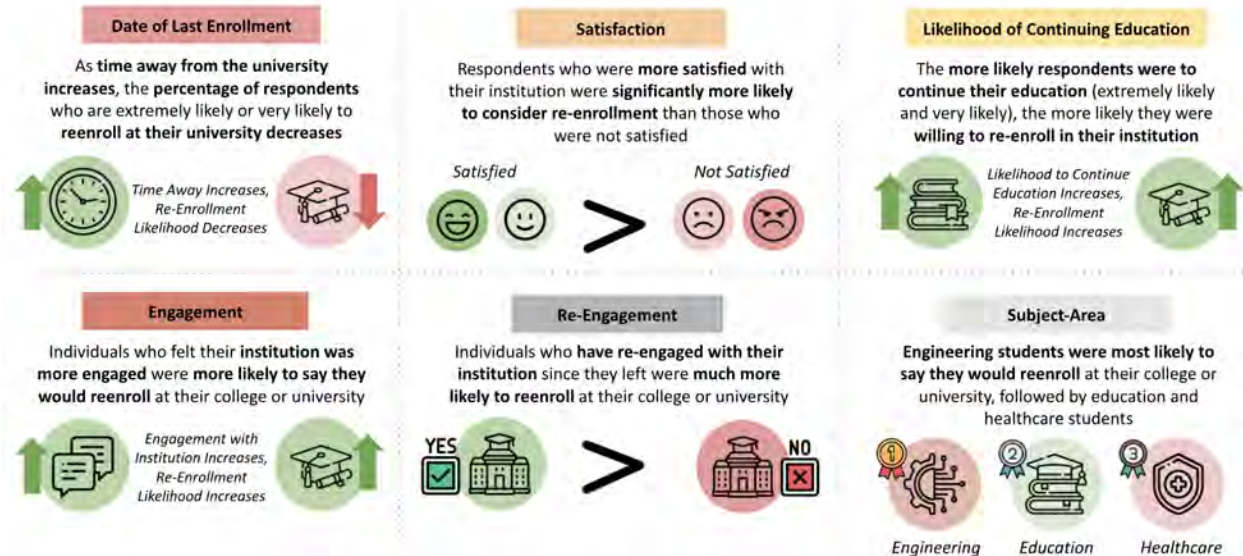 Date of Last Enrollment
As time away from the university
increases, the percentage of respondents
who are extremely likely or very likely to
reenroll at their university decreases
Time Away Increases,
Re-Enrollment
Likelihood Decreases
Satisfaction
Respondents who were more satisfied with
their institution were significantly more likely
to consider re-enrollment than those who
were not satisfied
Satisfied
Not Satisfied
>
Likelihood of Continuing Education
The more likely respondents were to
continue their education (extremely likely
and very likely), the more likely they were
willing to re-enroll in their institution
Likelihood to Continue
Education Increases,
Re-Enrollment
Likelihood Increases
Engagement
Individuals who felt their institution was
more engaged were more likely to say they
would reenroll at their college or university
Engagement with
Institution Increases,
Re-Enrollment
Likelihood Increases
Re-Engagement
Individuals who have re-engaged with their
institution since they left were much more
likely to reenroll at their college or university
YES
>
NO
Subject-Area
Engineering students were most likely to
say they would reenroll at their college or
university, followed by education and
healthcare students
1
2
3
Engineering
Education
Healthcare